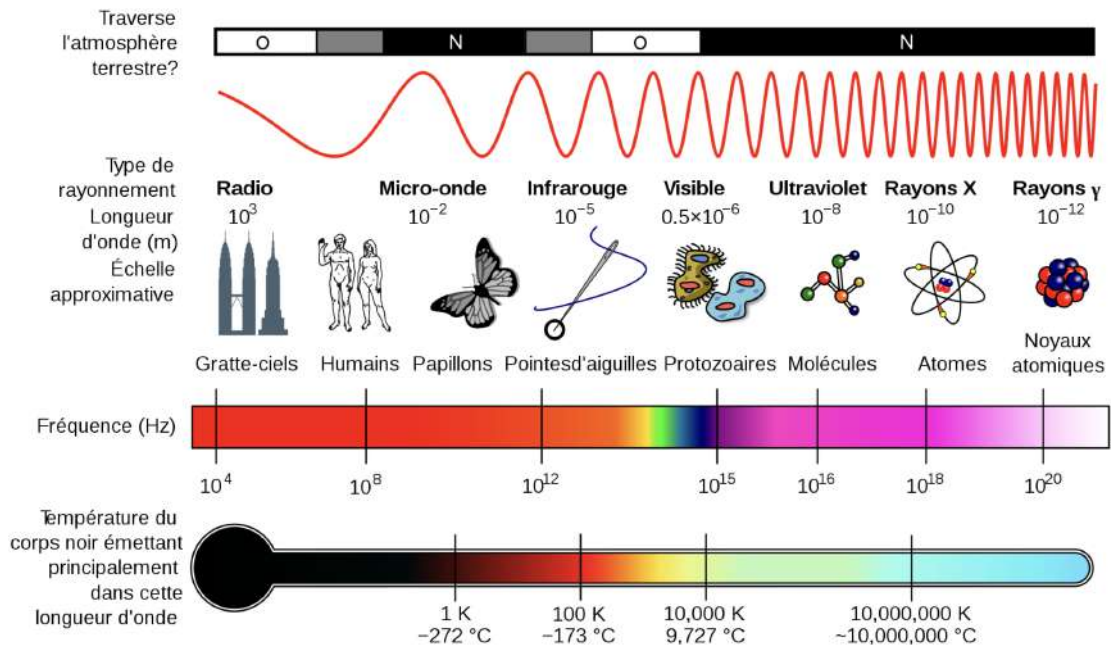 Traverse
l'atmosphère
terrestre?
O N O N
Type de
rayonnement
Radio Micro-onde Infrarouge Visible Ultraviolet Rayons X Rayons γ
Longueur
d'onde (m)
10³ 10⁻² 10⁻⁵ 0.5×10⁻⁶ 10⁻⁸ 10⁻¹⁰ 10⁻¹²
Échelle
approximative
Gratte-ciels Humains Papillons Pointesd'aiguilles Protozoaires Molécules Atomes Noyaux
atomiques
Fréquence (Hz)
10⁴ 10⁸ 10¹² 10¹⁵ 10¹⁶ 10¹⁸ 10²⁰
Température du
corps noir émettant
principalement
dans cette
longueur d'onde
1 K 100 K 10,000 K 10,000,000 K
−272 °C −173 °C 9,727 °C ~10,000,000 °C